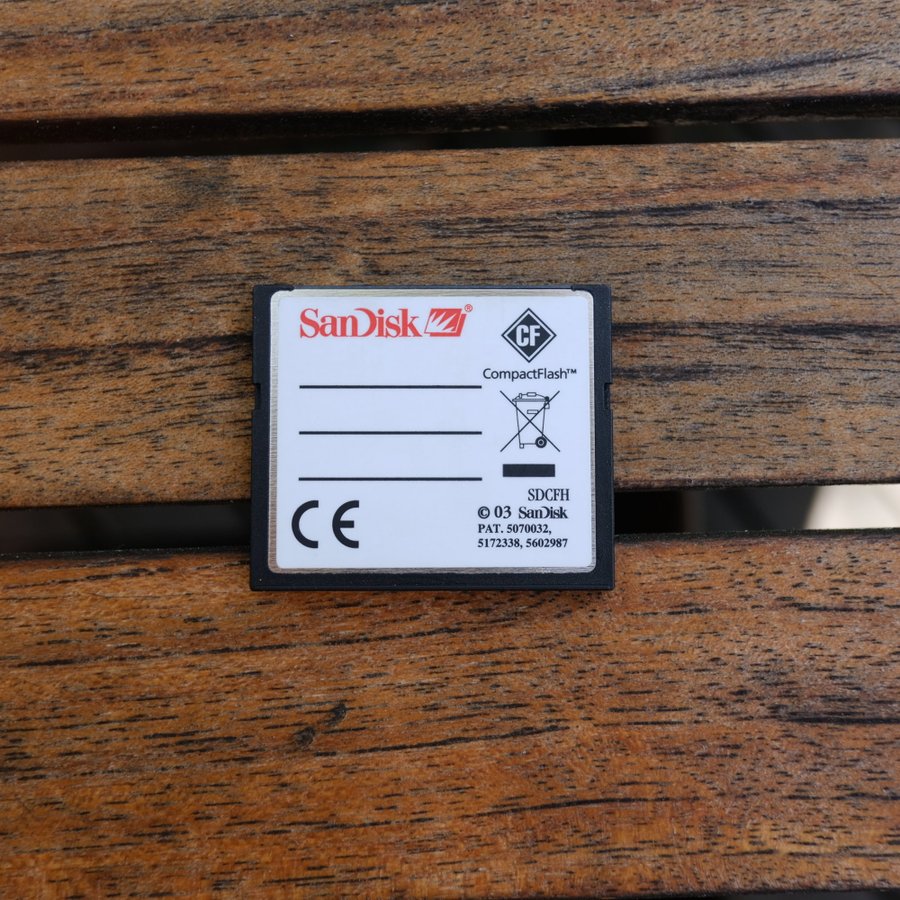 SanDisk®
CF
CompactFlash™
SDCFH
© 03 SanDisk
PAT. 5070032,
5172338, 5602987
CE